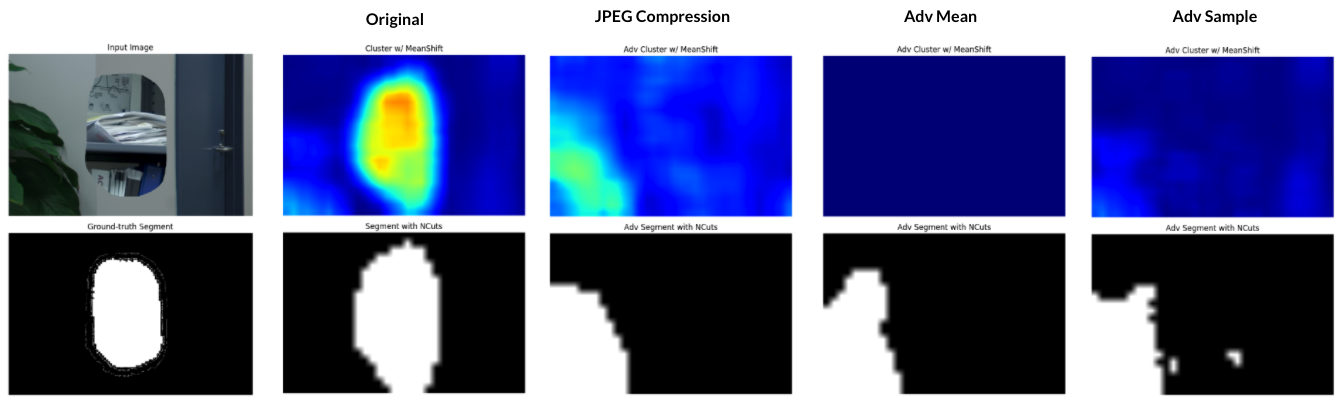 Original
JPEG Compression
Adv Mean
Adv Sample
Input Image
Cluster w/ MeanShift
Adv Cluster w/ MeanShift
Adv Cluster w/ MeanShift
Adv Cluster w/ MeanShift
Ground-truth Segment
Segment with NCuts
Adv Segment with NCuts
Adv Segment with NCuts
Adv Segment with NCuts